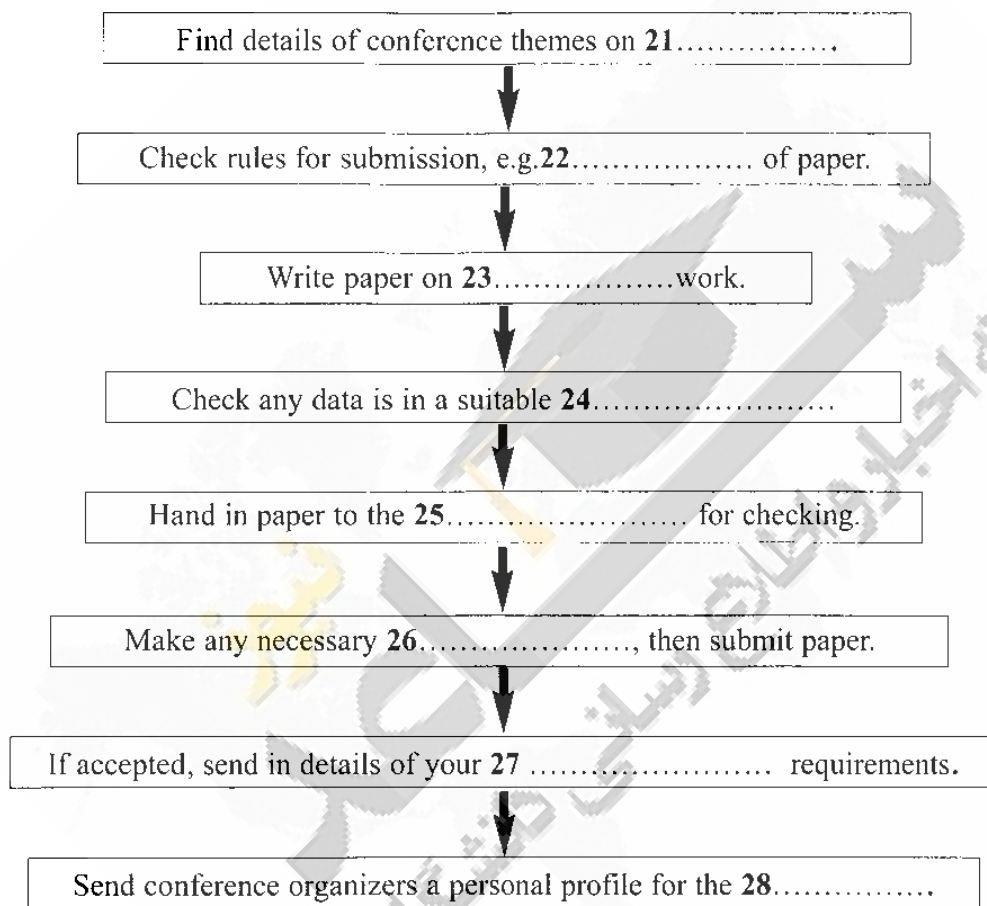 Find details of conference themes on 21................
Check rules for submission, e.g.22................... of paper.
Write paper on 23...................work.
Check any data is in a suitable 24........................
Hand in paper to the 25........................ for checking.
Make any necessary 26....................., then submit paper.
If accepted, send in details of your 27 ........................ requirements.
Send conference organizers a personal profile for the 28................